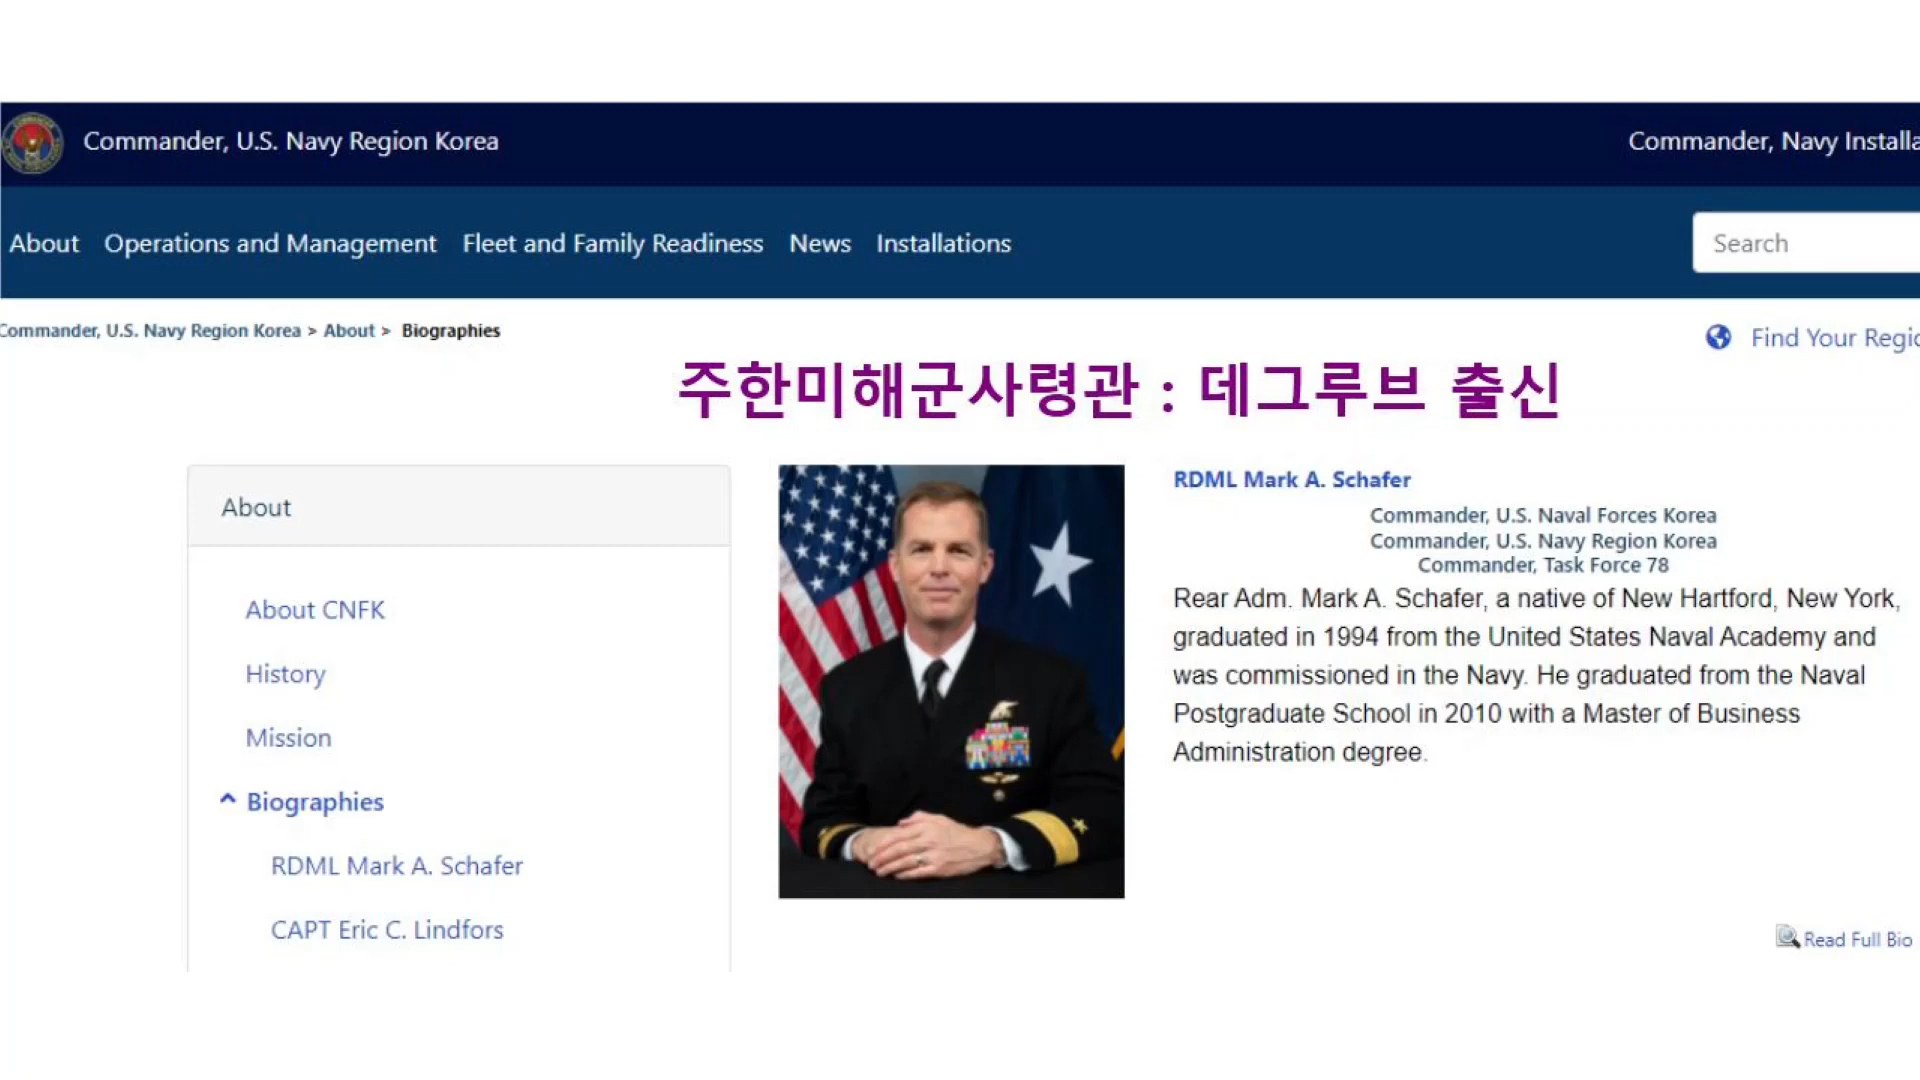 Commander, U.S. Navy Region Korea
Commander, Navy
About Operations and Management Fleet and Family Readiness News Installations
Search
Commander, U.S. Navy Region Korea > About > Biographies
Find Your
주한미해군사령관 : 데그루브 출신
About
About CNFK
History
Mission
Biographies
RDML Mark A. Schafer
CAPT Eric C. Lindfors
RDML Mark A. Schafer
Commander, U.S. Naval Forces Korea
Commander, U.S. Navy Region Korea
Commander, Task Force 78
Rear Adm. Mark A. Schafer, a native of New Hartford, New York,
graduated in 1994 from the United States Naval Academy and
was commissioned in the Navy. He graduated from the Naval
Postgraduate School in 2010 with a Master of Business
Administration degree.
Read Full Bio